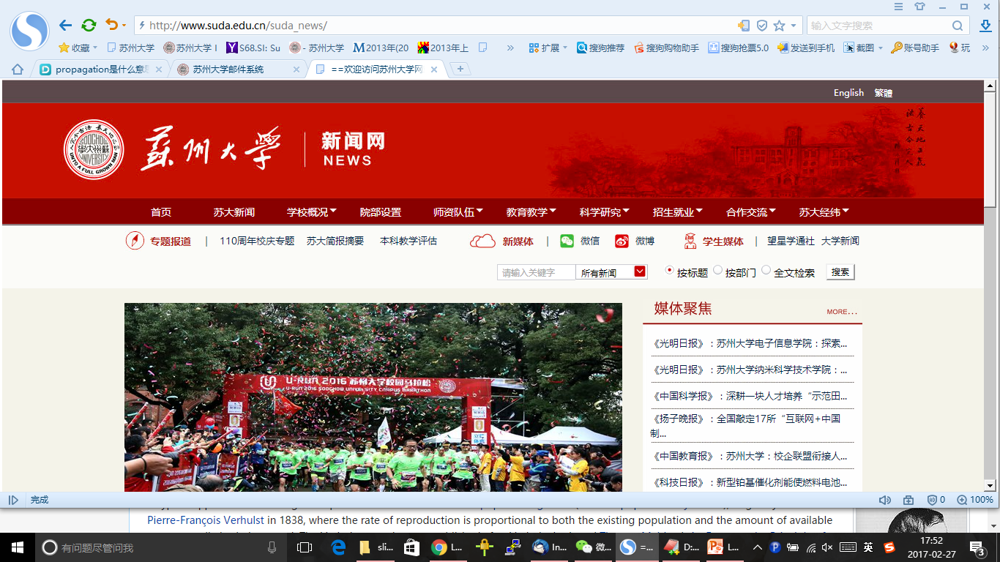 http://www.suda.edu.cn/suda_news/
输入文字搜索
收藏 苏州大学 苏州大学 I S68.SI: Su - 苏州大学 2013年(20 2013年上 » 扩展 搜狗推荐 搜狗购物助手 搜狗抢票5.0 发送到手机 截图 账号助手 玩 »
propagation是什么意思 苏州大学邮件系统 ==欢迎访问苏州大学网
English 繁體
SOOCHOW UNIVERSITY
UNTO A FULL GROWN MAN
蘇州大学
新闻网
NEWS
养天地正气
法古今完人
首页 苏大新闻 学校概况 院部设置 师资队伍 教育教学 科学研究 招生就业 合作交流 苏大经纬
专题报道 | 110周年校庆专题 苏大简报摘要 本科教学评估 新媒体 | 微信 微博 学生媒体 | 望星学通社 大学新闻
请输入关键字 所有新闻 按标题 按部门 全文检索 搜索
媒体聚焦 MORE...
《光明日报》：苏州大学电子信息学院：探索...
《光明日报》：苏州大学纳米科学技术学院：...
《中国科学报》：深耕一块人才培养“示范田...
《扬子晚报》：全国敲定17所“互联网+中国
制...
《中国教育报》：苏州大学：校企联盟衔接人...
《科技日报》：新型铂基催化剂能使燃料电池...
U-RUN 2016 苏州大学校园马拉松
U-RUN 2016 SOOCHOW UNIVERSITY CAMPUS MARATHON
完成 0 100%
Pierre-François Verhulst in 1838, where the rate of reproduction is proportional to both the existing population and the amount of available
有问题尽管问我 sli... L... In... 微... =... D:... L... 英 17:52
2017-02-27 3